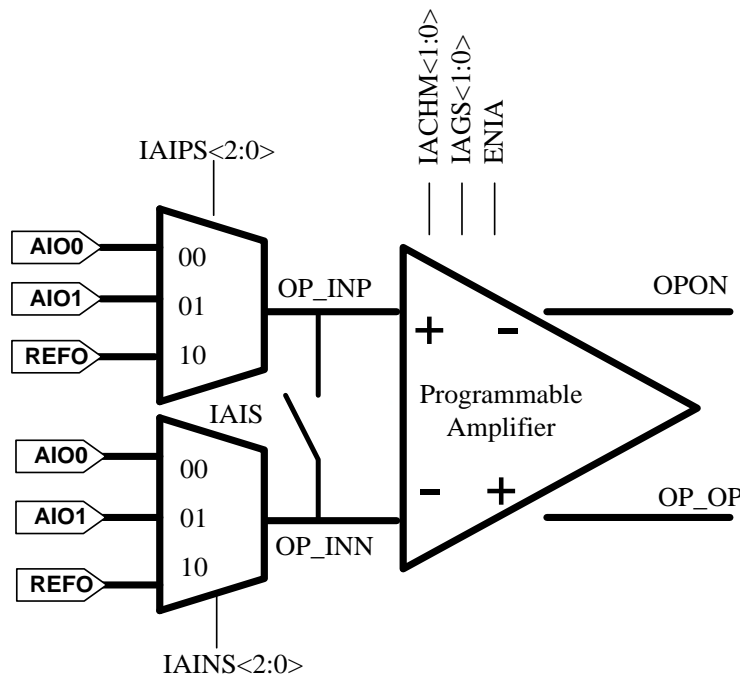 IACHM<1:0>
IAGS<1:0>
ENIA
IAIPS<2:0>
AIO0
00
AIO1
01
REFO
10
OP_INP
OPON
+
-
IAIS
Programmable
Amplifier
AIO0
00
AIO1
01
REFO
10
OP_INN
-
+
OP_OP
IAINS<2:0>